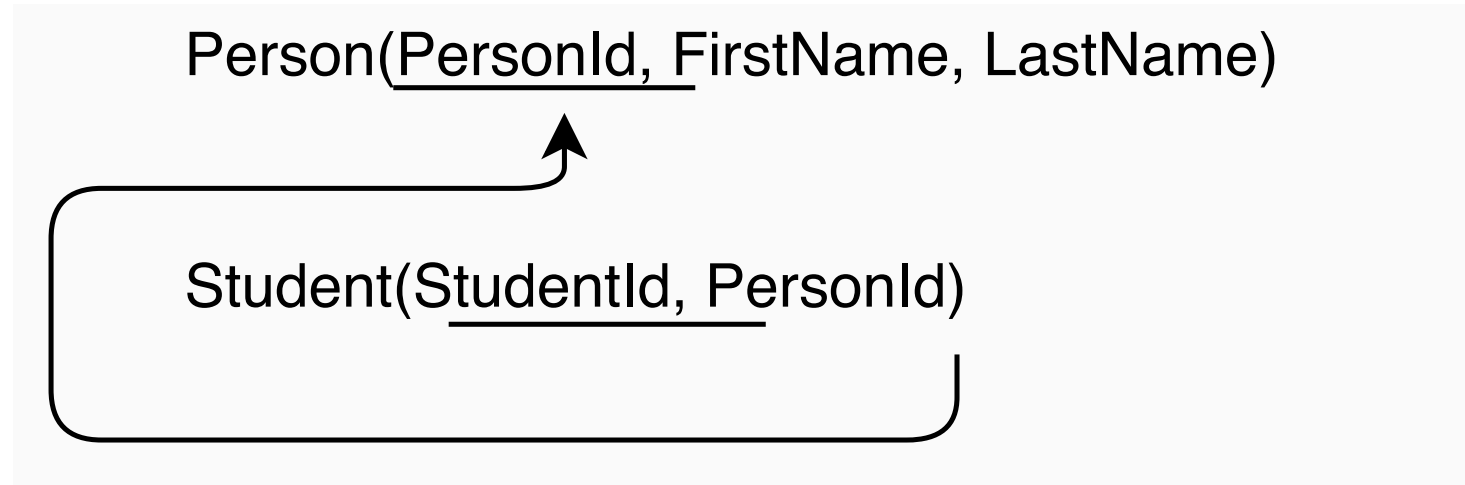 Person(PersonId, FirstName, LastName)
Student(StudentId, PersonId)